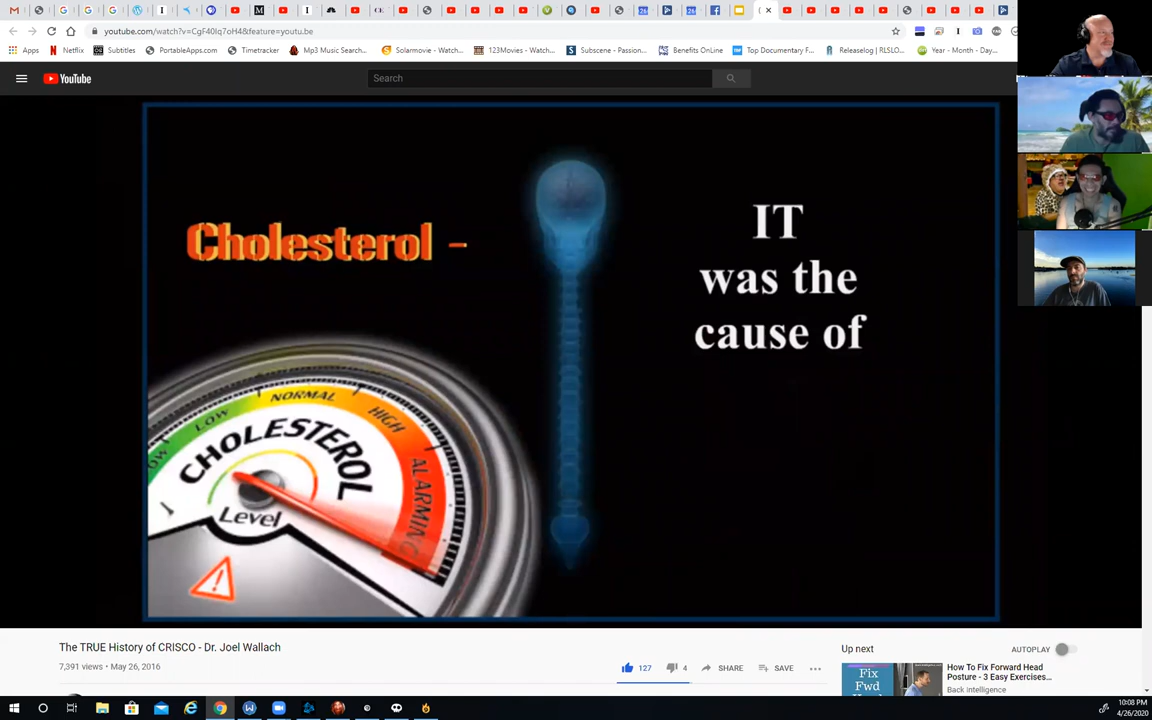 youtube.com/watch?v=CgF40Iq7oH4&feature=youtu.be
Apps
Netflix
Subtitles
PortableApps.com
Timetracker
Mp3 Music Search...
Solarmovie - Watch...
123Movies - Watch...
Subscene - Passion...
Benefits OnLine
Top Documentary F...
Releaselog | RLSLO...
Year - Month - Day...
YouTube
Search
Cholesterol -
IT
was the
cause of
LOW
NORMAL
HIGH
ALARMING
CHOLESTEROL
Level
The TRUE History of CRISCO - Dr. Joel Wallach
7,391 views • May 26, 2016
127
4
SHARE
SAVE
Up next
AUTOPLAY
Fix
Fwd
How To Fix Forward Head
Posture - 3 Easy Exercises...
Back Intelligence
10:08 PM
4/26/2020